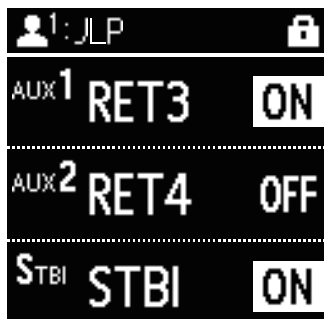 1: JLP
AUX1 RET3 ON
AUX2 RET4 OFF
STBI STBI ON